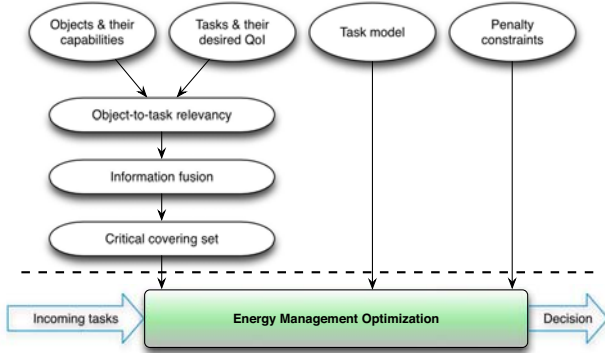 Objects & their
capabilities
Tasks & their
desired QoI
Task model
Penalty
constraints
Object-to-task relevancy
Information fusion
Critical covering set
Incoming tasks
Energy Management Optimization
Decision